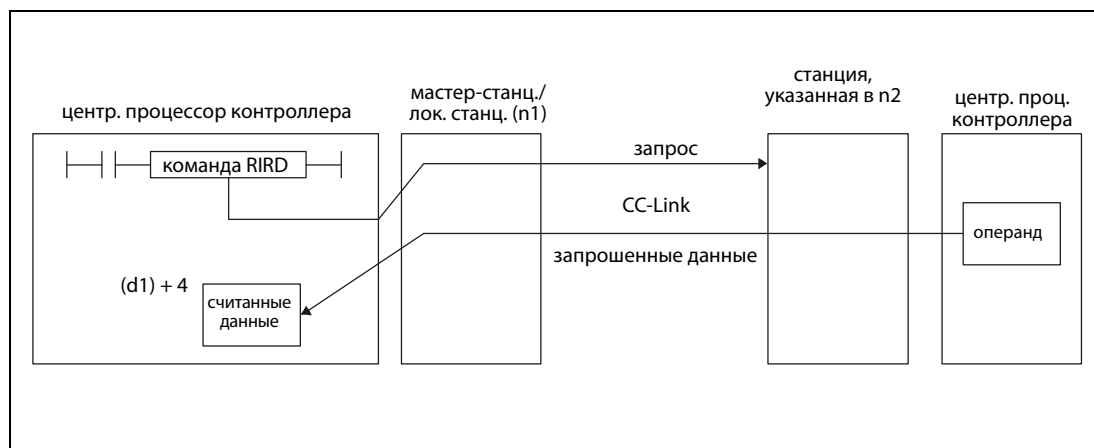 центр. процессор контроллера
мастер-станц./
лок. станц. (n1)
станция,
указанная в n2
центр. проц.
контроллера
команда RIRD
запрос
CC-Link
операнд
запрошенные данные
(d1) + 4
считанные
данные